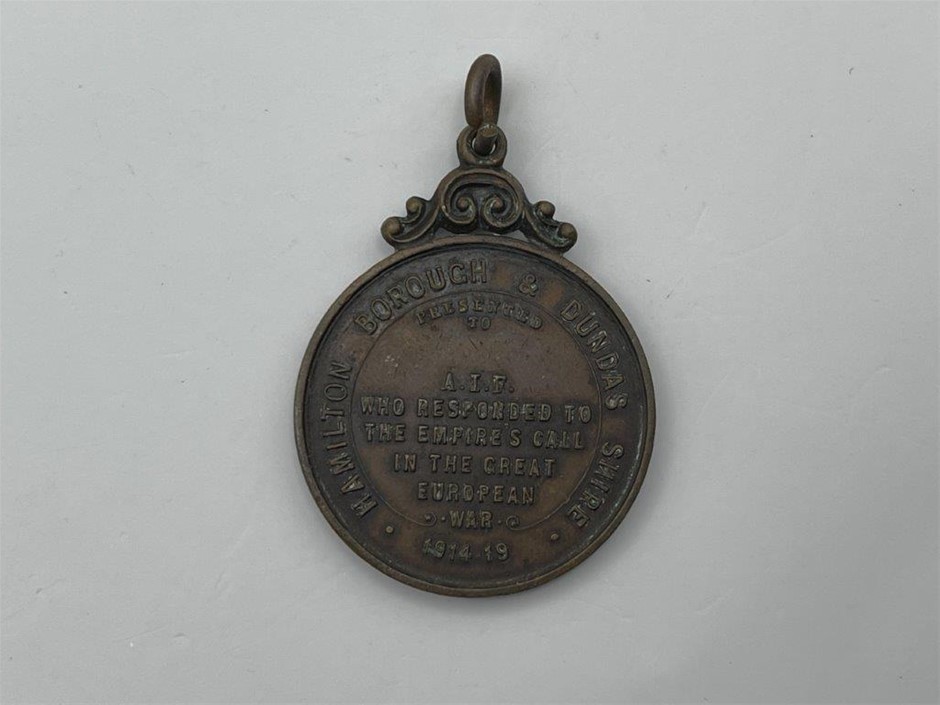 HAMILTON BOROUGH & DUNDAS SHIRE
PRESENTED
TO
A.I.F.
WHO RESPONDED TO
THE EMPIRE'S CALL
IN THE GREAT
EUROPEAN
· WAR ·
1914·19